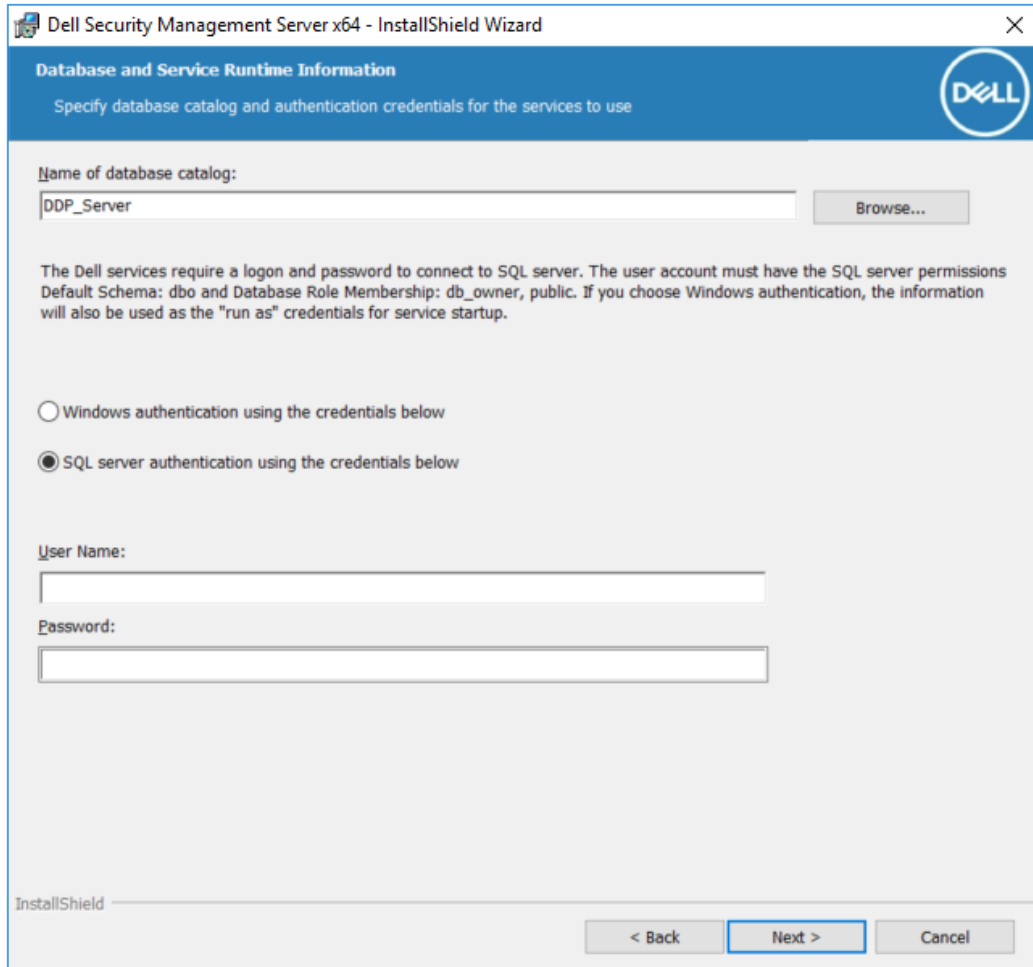 Dell Security Management Server x64 - InstallShield Wizard
Database and Service Runtime Information
Specify database catalog and authentication credentials for the services to use
DELL
Name of database catalog:
DDP_Server
Browse...
The Dell services require a logon and password to connect to SQL server. The user account must have the SQL server permissions
Default Schema: dbo and Database Role Membership: db_owner, public. If you choose Windows authentication, the information
will also be used as the "run as" credentials for service startup.
Windows authentication using the credentials below
SQL server authentication using the credentials below
User Name:
Password:
InstallShield
< Back
Next >
Cancel